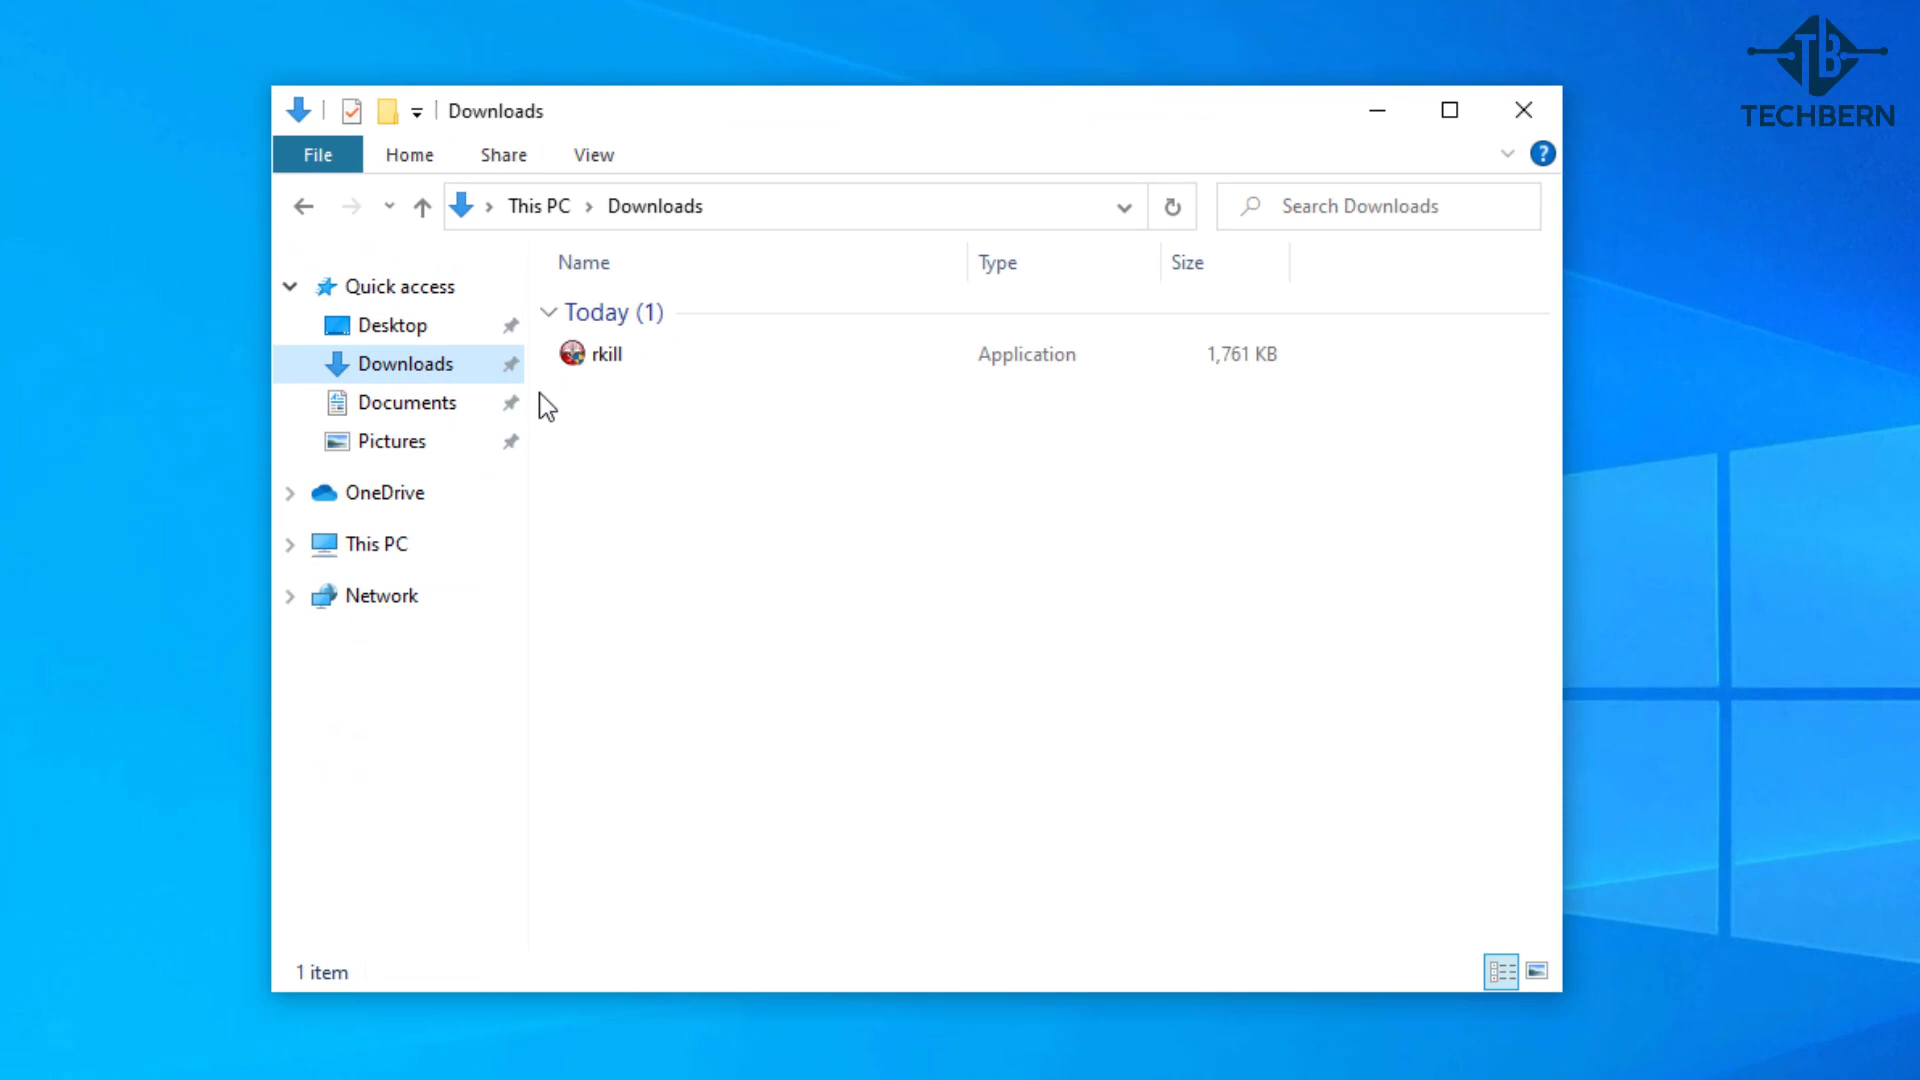 Downloads
TB
TECHBERN
File Home Share View
?
This PC Downloads
Search Downloads
Name Type Size
Quick access
Today (1)
Desktop
rkill Application 1,761 KB
Downloads
Documents
Pictures
OneDrive
This PC
Network
1 item